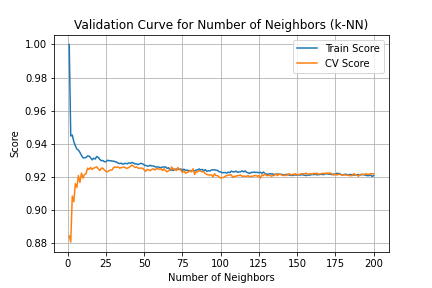 Validation Curve for Number of Neighbors (k-NN)
Train Score
CV Score
Score
1.00
0.98
0.96
0.94
0.92
0.90
0.88
0 25 50 75 100 125 150 175 200
Number of Neighbors